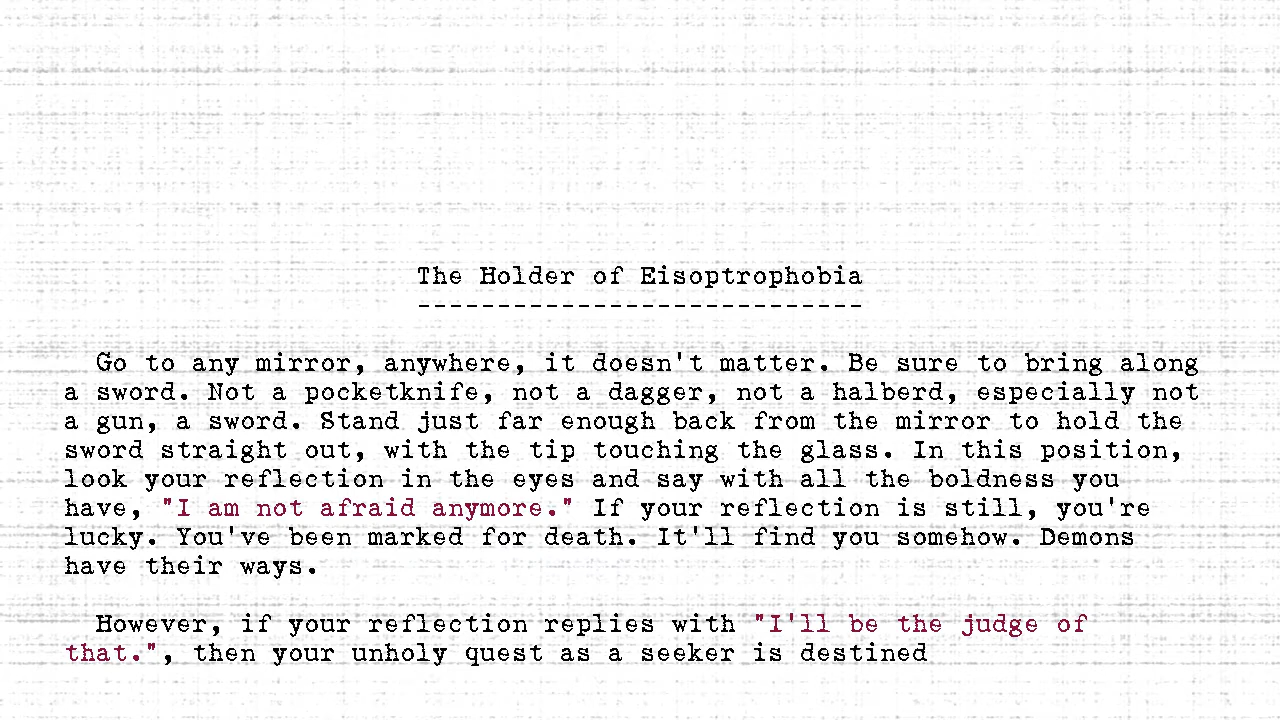 The Holder of Eisoptrophobia
----------------------------
Go to any mirror, anywhere, it doesn't matter. Be sure to bring along
a sword. Not a pocketknife, not a dagger, not a halberd, especially not
a gun, a sword. Stand just far enough back from the mirror to hold the
sword straight out, with the tip touching the glass. In this position,
look your reflection in the eyes and say with all the boldness you
have, "I am not afraid anymore." If your reflection is still, you're
lucky. You've been marked for death. It'll find you somehow. Demons
have their ways.
However, if your reflection replies with "I'll be the judge of
that.", then your unholy quest as a seeker is destined